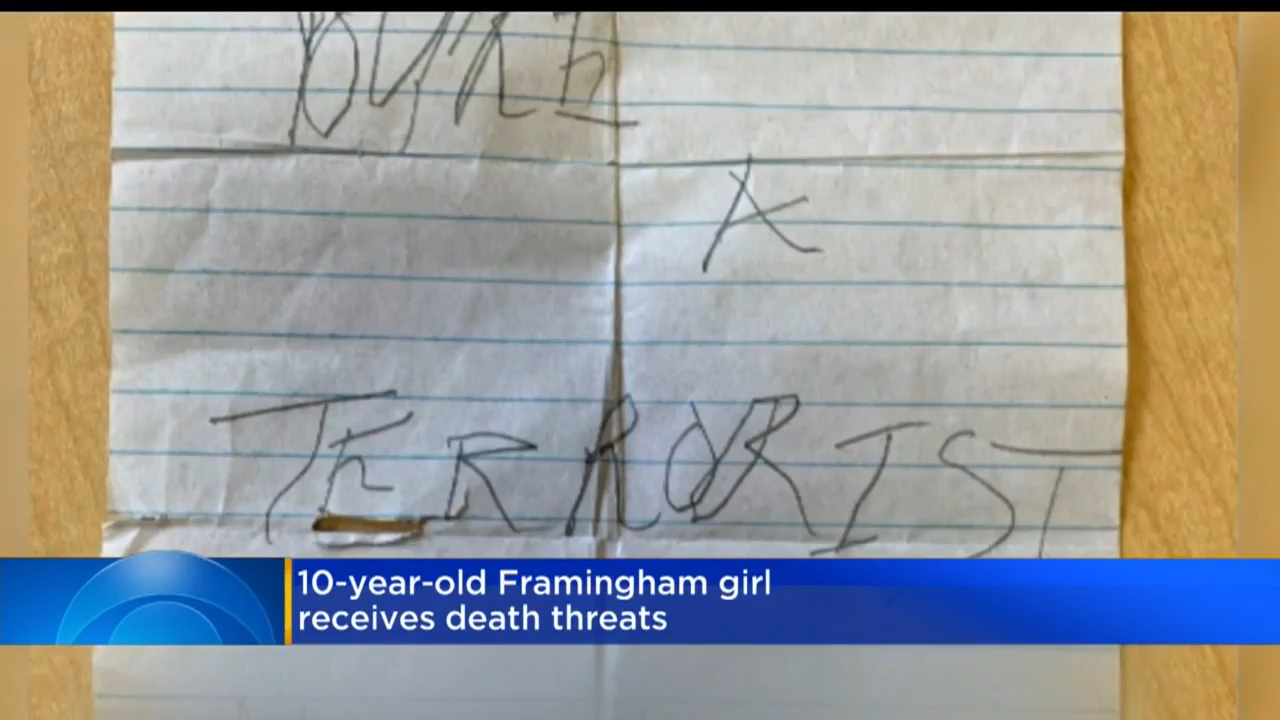 A
TERRORIST
10-year-old Framingham girl
receives death threats